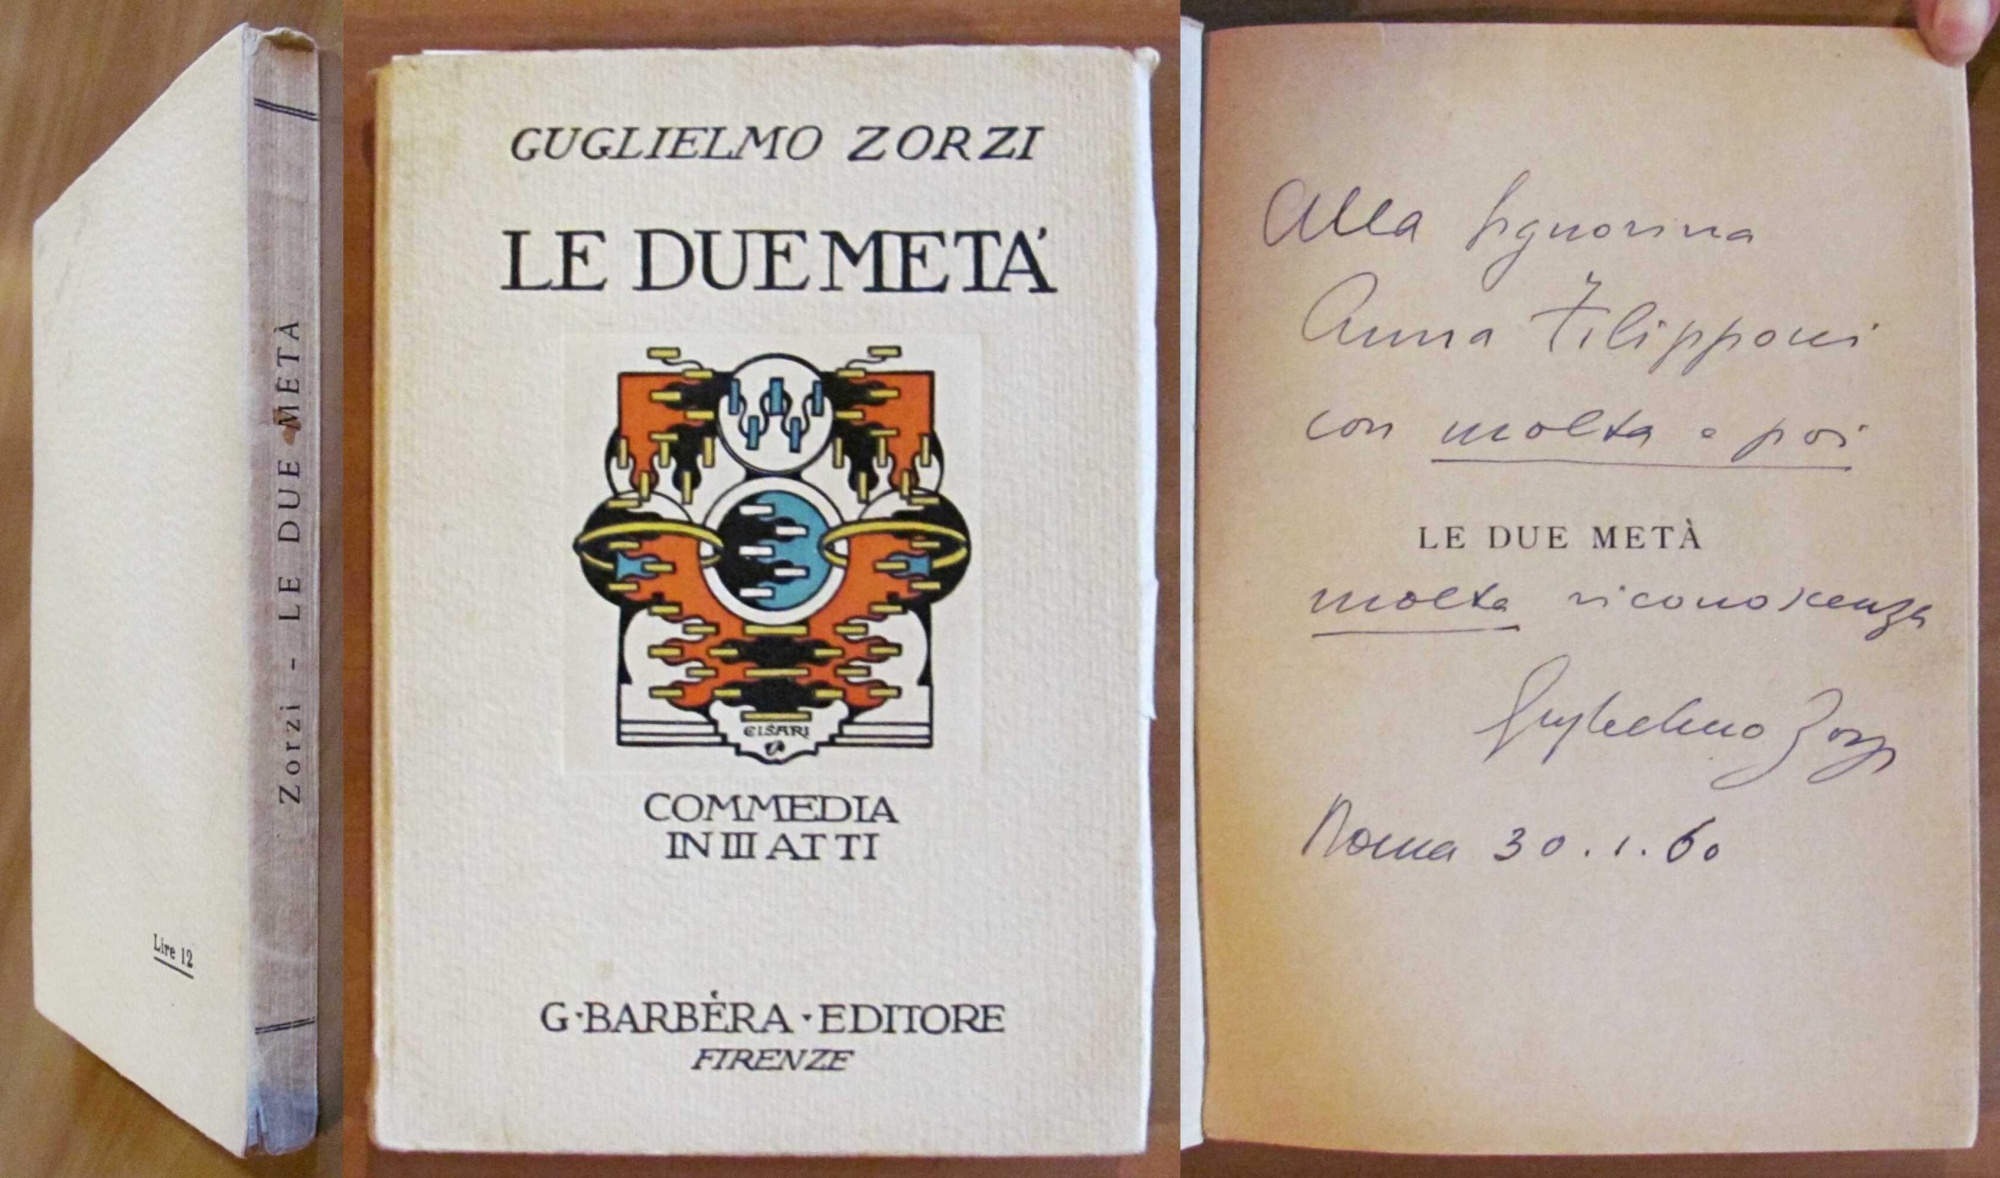 Zorzi - LE DUE METÀ
Lire 12
GUGLIELMO ZORZI
LE DUE META'
CISARI
COMMEDIA
IN III ATTI
G·BARBÈRA·EDITORE
FIRENZE
Alla Signorina
Anna Filipponi
con molta e poi
LE DUE METÀ
molta riconoscenza
Guglielmo Zorzi
Roma 30.1.60